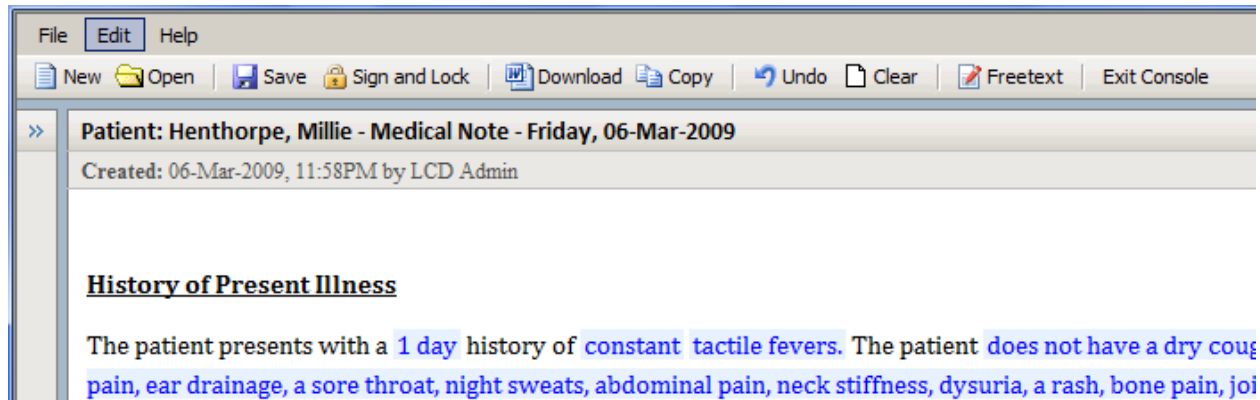 File Edit Help
New Open Save Sign and Lock Download Copy Undo Clear Freetext Exit Console
» Patient: Henthorpe, Millie - Medical Note - Friday, 06-Mar-2009
Created: 06-Mar-2009, 11:58PM by LCD Admin
History of Present Illness
The patient presents with a 1 day history of constant tactile fevers. The patient does not have a dry
pain, ear drainage, a sore throat, night sweats, abdominal pain, neck stiffness, dysuria, a rash, bone pain,